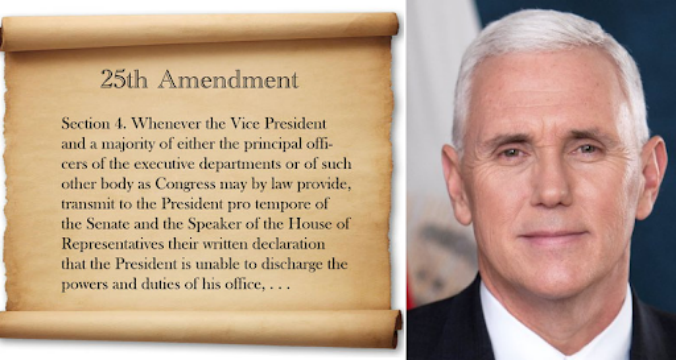 25th Amendment
Section 4. Whenever the Vice President
and a majority of either the principal offi-
cers of the executive departments or of such
other body as Congress may by law provide,
transmit to the President pro tempore of
the Senate and the Speaker of the House of
Representatives their written declaration
that the President is unable to discharge the
powers and duties of his office, . . .